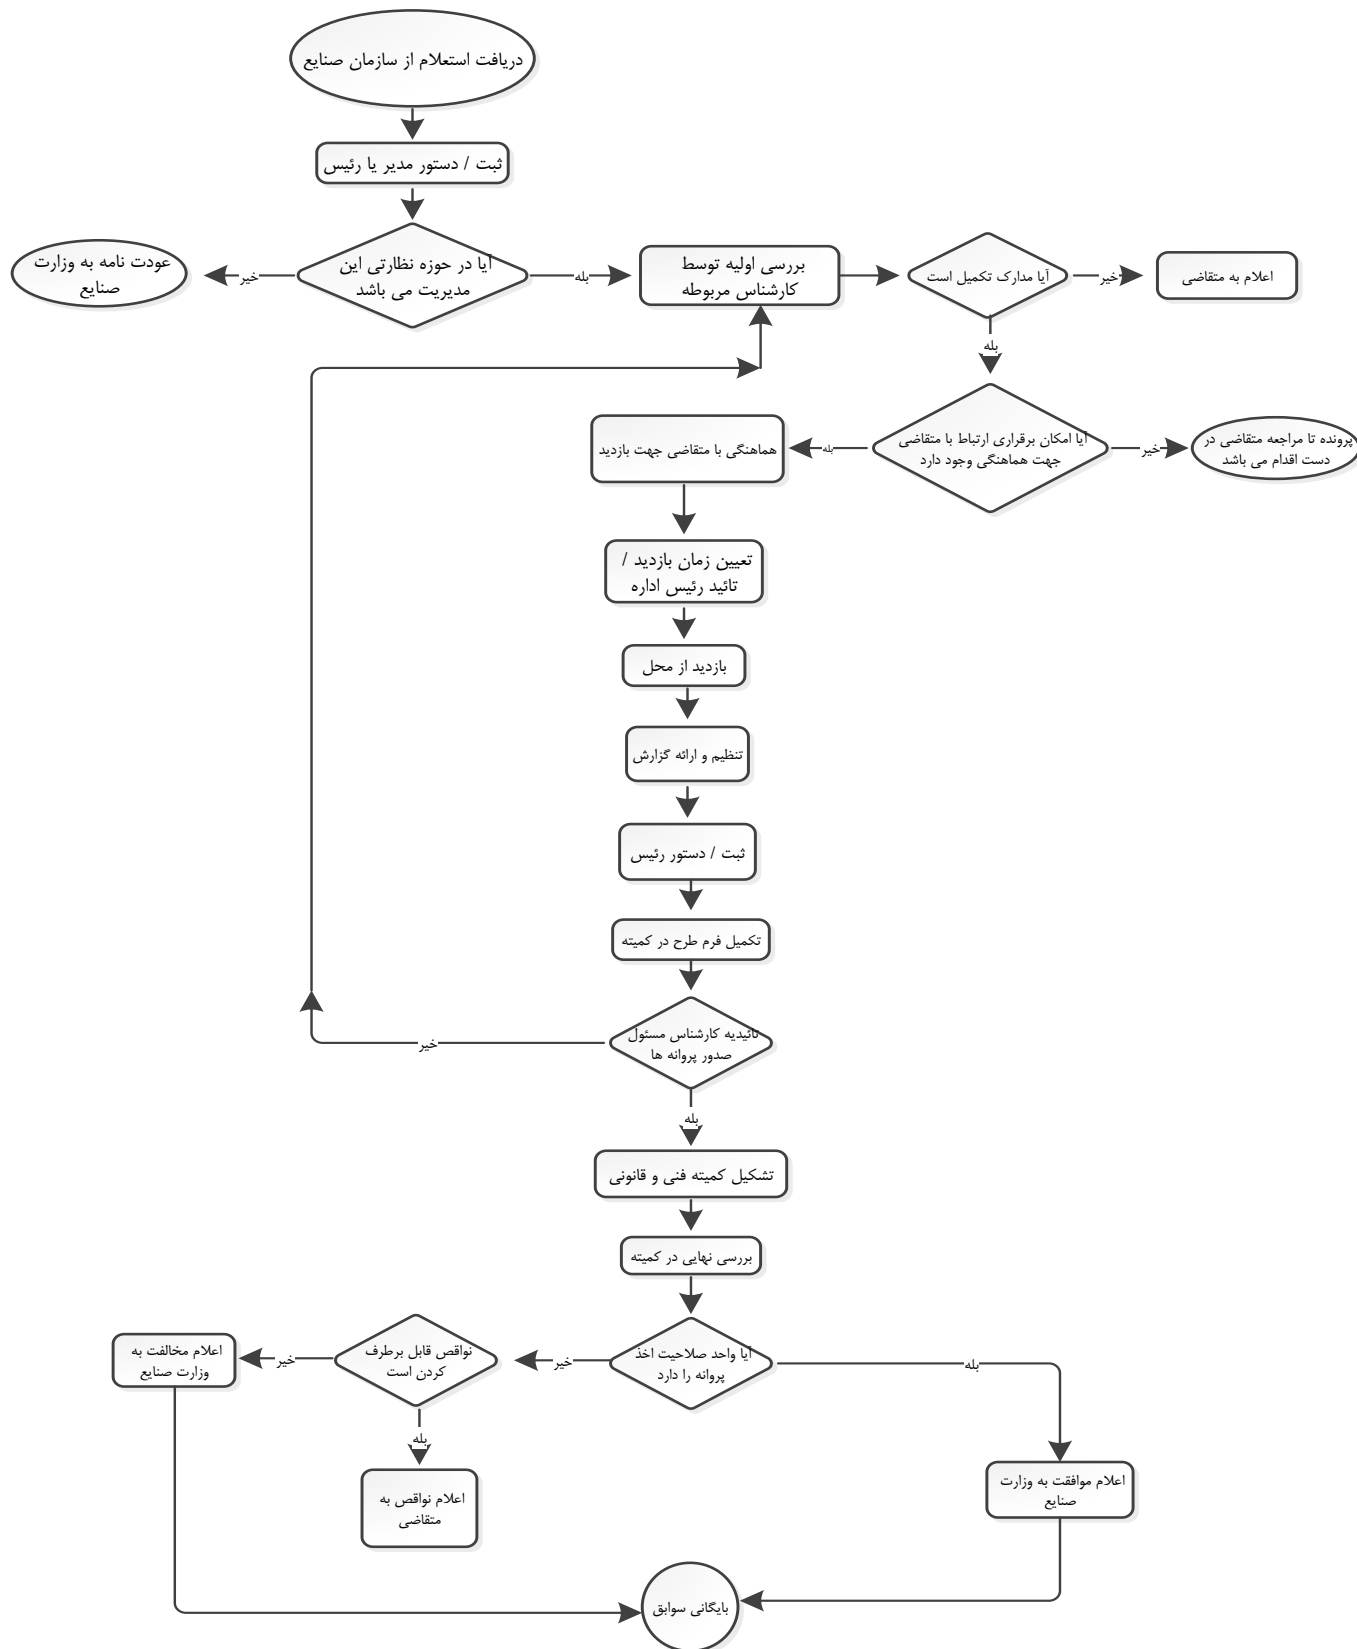 دریافت استعلام از سازمان صنایع
ثبت / دستور مدیر یا رئیس
آیا در حوزه نظارتی این
مدیریت می باشد
خیر
عودت نامه به وزارت
صنایع
بله
بررسی اولیه توسط
کارشناس مربوطه
آیا مدارک تکمیل است
خیر
اعلام به متقاضی
بله
آیا امکان برقراری ارتباط با متقاضی
جهت هماهنگی وجود دارد
خیر
پرونده تا مراجعه متقاضی در
دست اقدام می باشد
بله
هماهنگی با متقاضی جهت بازدید
تعیین زمان بازدید /
تائید رئیس اداره
بازدید از محل
تنظیم و ارائه گزارش
ثبت / دستور رئیس
تکمیل فرم طرح در کمیته
تائیدیه کارشناس مسئول
صدور پروانه ها
خیر
بله
تشکیل کمیته فنی و قانونی
بررسی نهایی در کمیته
آیا واحد صلاحیت اخذ
پروانه را دارد
خیر
نواقص قابل برطرف
کردن است
خیر
اعلام مخالفت به
وزارت صنایع
بله
اعلام نواقص به
متقاضی
بله
اعلام موافقت به وزارت
صنایع
بایگانی سوابق